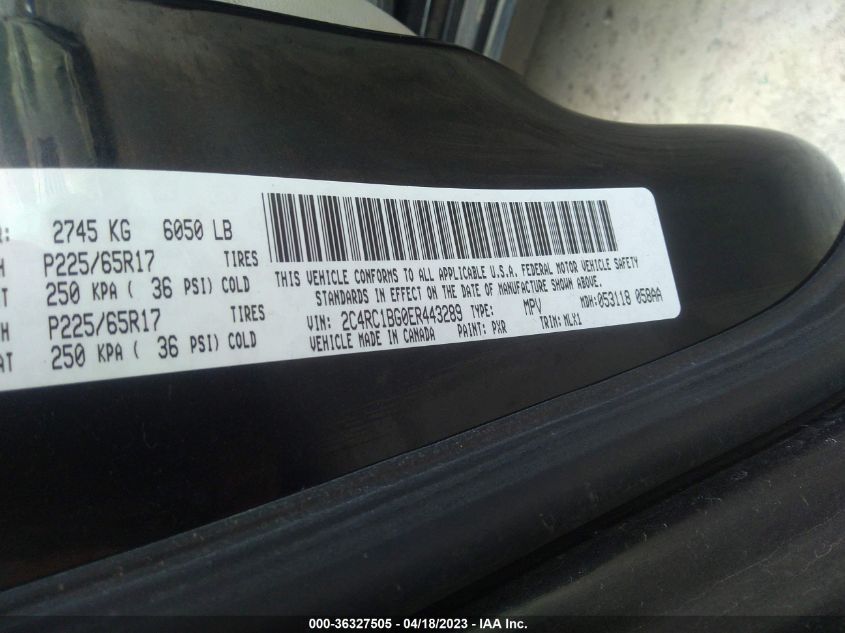 R: 2745 KG 6050 LB
H P225/65R17 TIRES
AT 250 KPA ( 36 PSI) COLD
H P225/65R17 TIRES
AT 250 KPA ( 36 PSI) COLD
THIS VEHICLE CONFORMS TO ALL APPLICABLE U.S.A. FEDERAL MOTOR VEHICLE SAFETY
STANDARDS IN EFFECT ON THE DATE OF MANUFACTURE SHOWN ABOVE.
VIN: 2C4RC1BG0ER443289 TYPE: MPV MDH:053118 058AA
VEHICLE MADE IN CANADA PAINT: PXR TRIM: MLX1
000-36327505 - 04/18/2023 - IAA Inc.